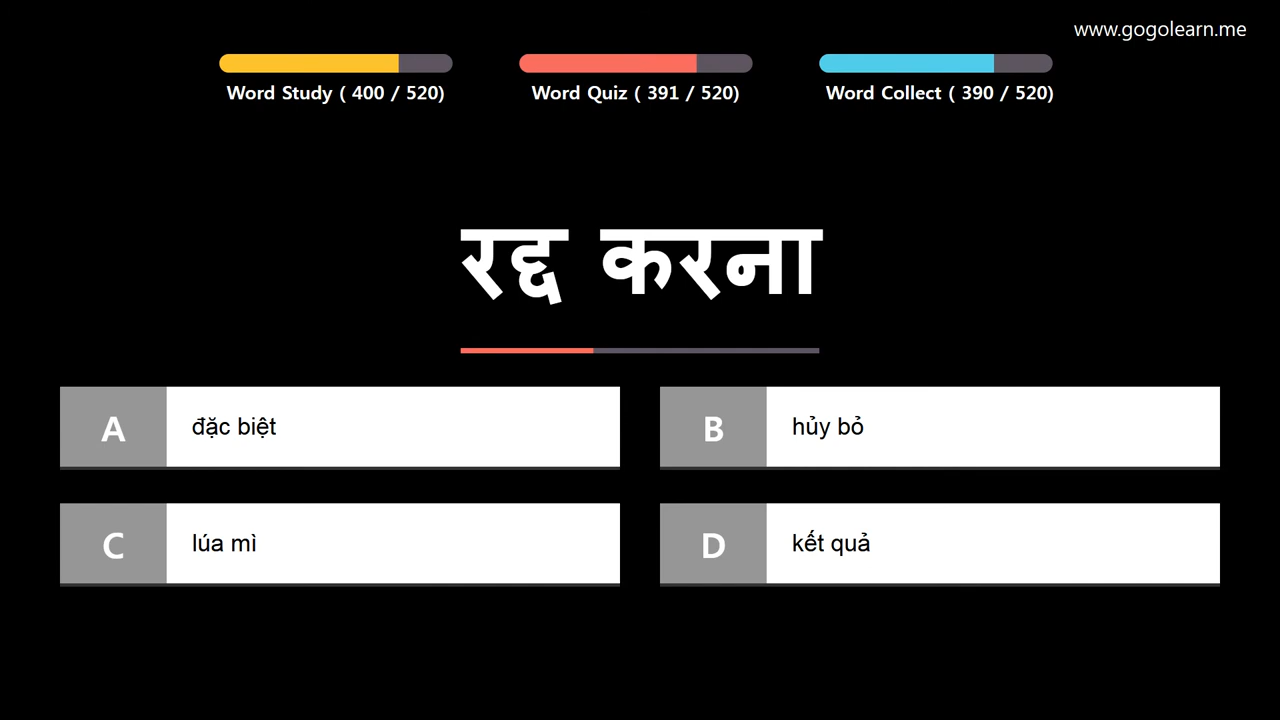 www.gogolearn.me
Word Study ( 400 / 520)
Word Quiz ( 391 / 520)
Word Collect ( 390 / 520)
रद्द करना
A
đặc biệt
B
hủy bỏ
C
lúa mì
D
kết quả